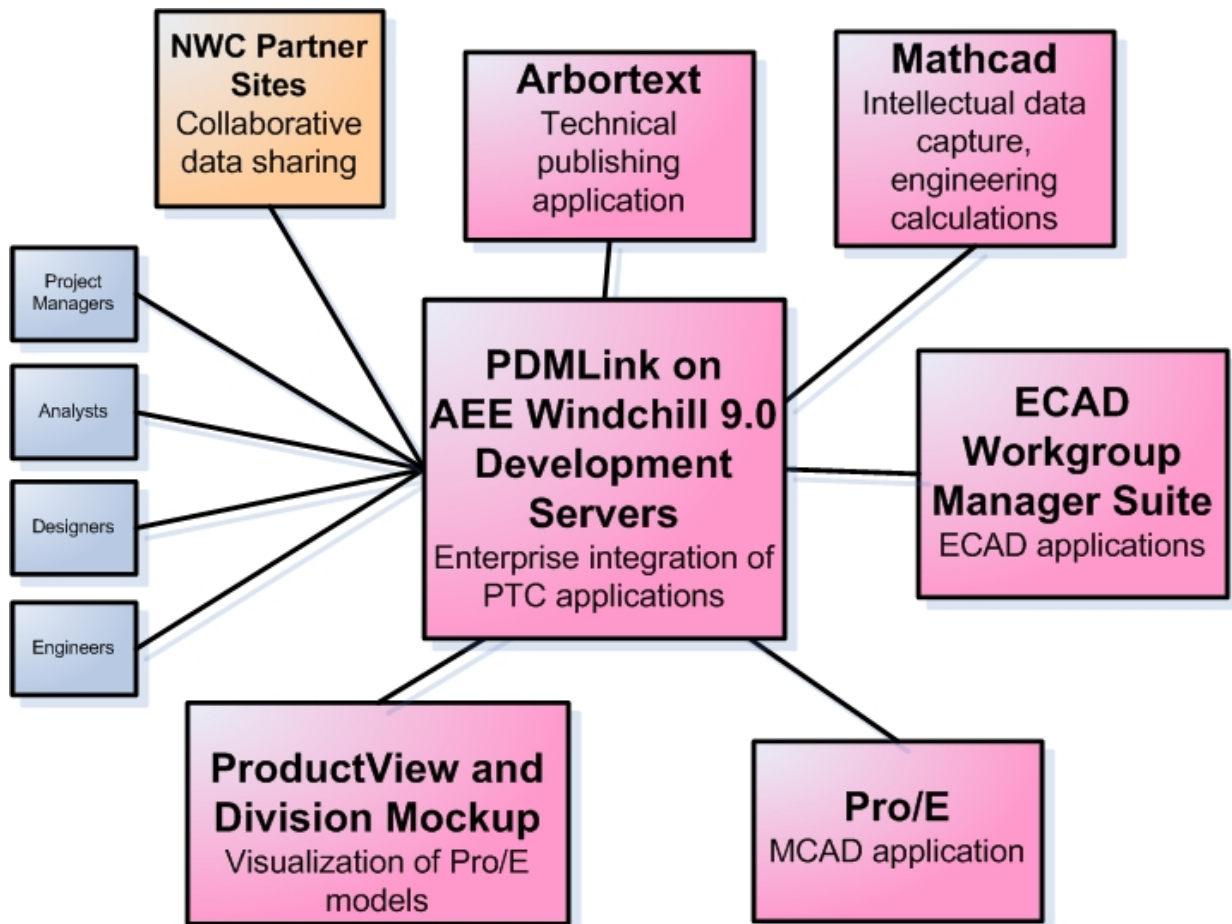 NWC Partner
Sites
Collaborative
data sharing
Arbortext
Technical
publishing
application
Mathcad
Intellectual data
capture,
engineering
calculations
Project
Managers
Analysts
Designers
Engineers
PDMLink on
AEE Windchill 9.0
Development
Servers
Enterprise integration of
PTC applications
ECAD
Workgroup
Manager Suite
ECAD applications
ProductView and
Division Mockup
Visualization of Pro/E
models
Pro/E
MCAD application